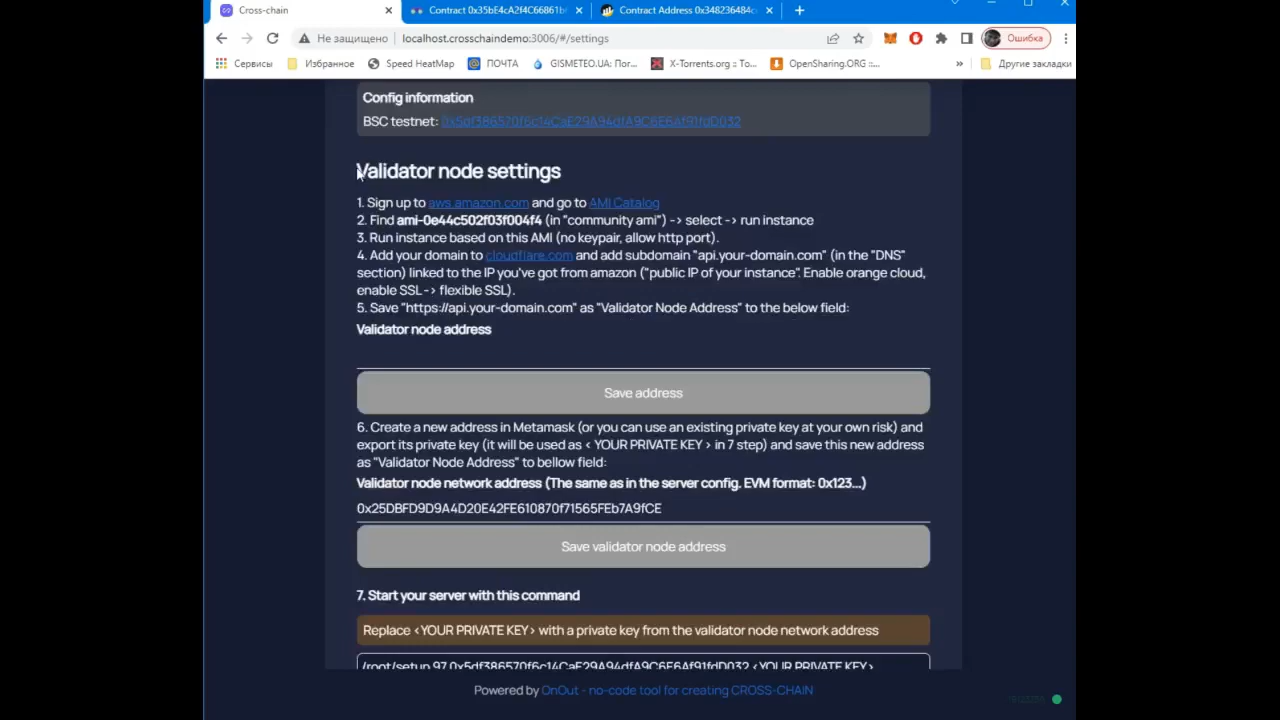 Cross-chain
Contract 0x35bE4cA2f4C66861b
Contract Address 0x348236484c
Не защищено
localhost.crosschaindemo:3006/#/settings
Ошибка
Сервисы
Избранное
Speed HeatMap
ПОЧТА
GISMETEO.UA: Пог...
X-Torrents.org :: То...
OpenSharing.ORG ::...
»
Другие закладки
Config information
BSC testnet: 0x5df386570f6c14CaE29A94dfA9C6E6Af91fdD032
Validator node settings
1. Sign up to aws.amazon.com and go to AMI Catalog
2. Find ami-0e44c502f03f004f4 (in "community ami") -> select -> run instance
3. Run instance based on this AMI (no keypair, allow http port).
4. Add your domain to cloudflare.com and add subdomain "api.your-domain.com" (in the "DNS"
section) linked to the IP you've got from amazon ("public IP of your instance". Enable orange cloud,
enable SSL -> flexible SSL).
5. Save "https://api.your-domain.com" as "Validator Node Address" to the below field:
Validator node address
Save address
6. Create a new address in Metamask (or you can use an existing private key at your own risk) and
export its private key (it will be used as < YOUR PRIVATE KEY > in 7 step) and save this new address
as "Validator Node Address" to bellow field:
Validator node network address (The same as in the server config. EVM format: 0x123...)
0x25DBFD9D9A4D20E42FE610870f71565FEb7A9fCE
Save validator node address
7. Start your server with this command
Replace <YOUR PRIVATE KEY> with a private key from the validator node network address
/root/setup 97 0x5df386570f6c14CaE29A94dfA9C6E6Af91fdD032 <YOUR PRIVATE KEY>
Powered by OnOut - no-code tool for creating CROSS-CHAIN